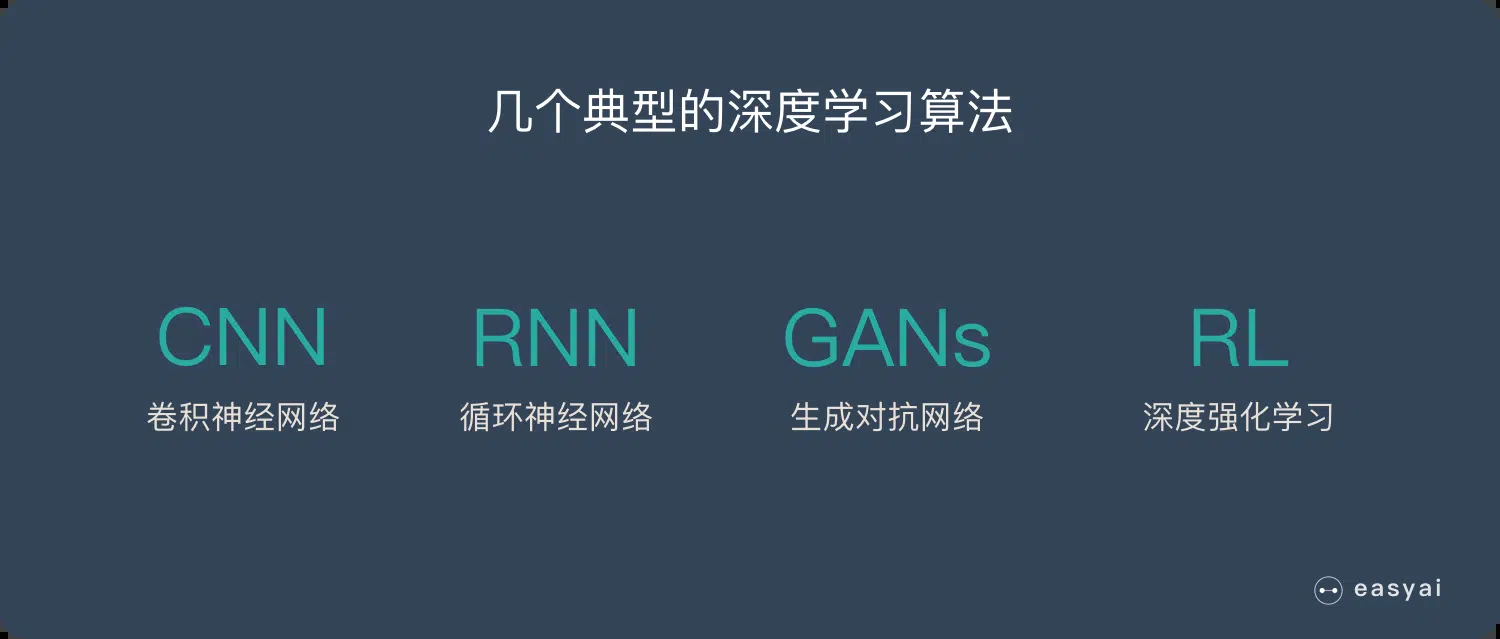 几个典型的深度学习算法
CNN
卷积神经网络
RNN
循环神经网络
GANs
生成对抗网络
RL
深度强化学习
easyai